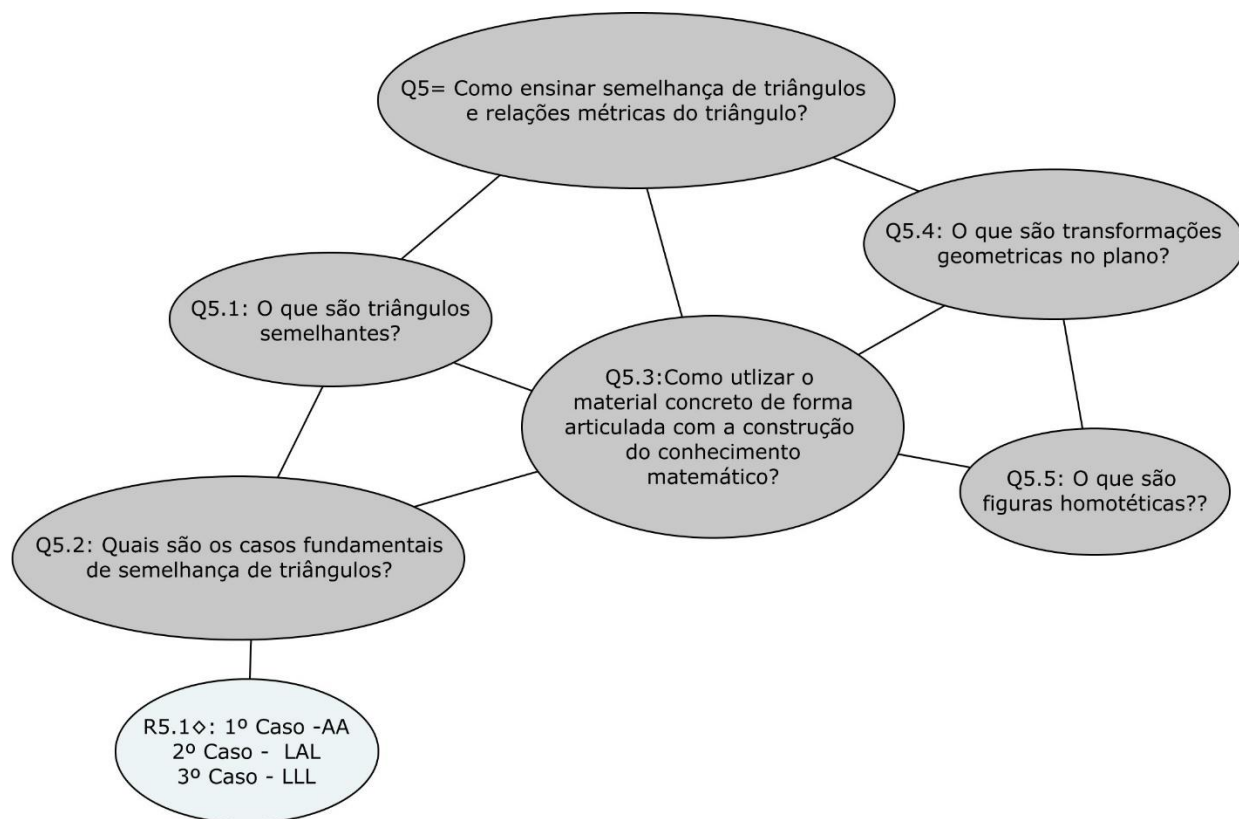 Q5= Como ensinar semelhança de triângulos
e relações métricas do triângulo?
Q5.4: O que são transformações
geometricas no plano?
Q5.1: O que são triângulos
semelhantes?
Q5.3:Como utlizar o
material concreto de forma
articulada com a construção
do conhecimento
matemático?
Q5.5: O que são
figuras homotéticas??
Q5.2: Quais são os casos fundamentais
de semelhança de triângulos?
R5.1◇: 1º Caso -AA
2º Caso - LAL
3º Caso - LLL